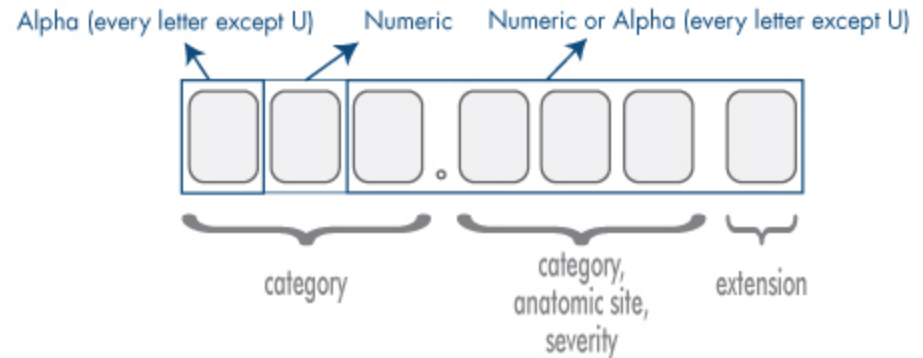 Alpha (every letter except U) Numeric Numeric or Alpha (every letter except U)
category
category,
anatomic site,
severity
extension